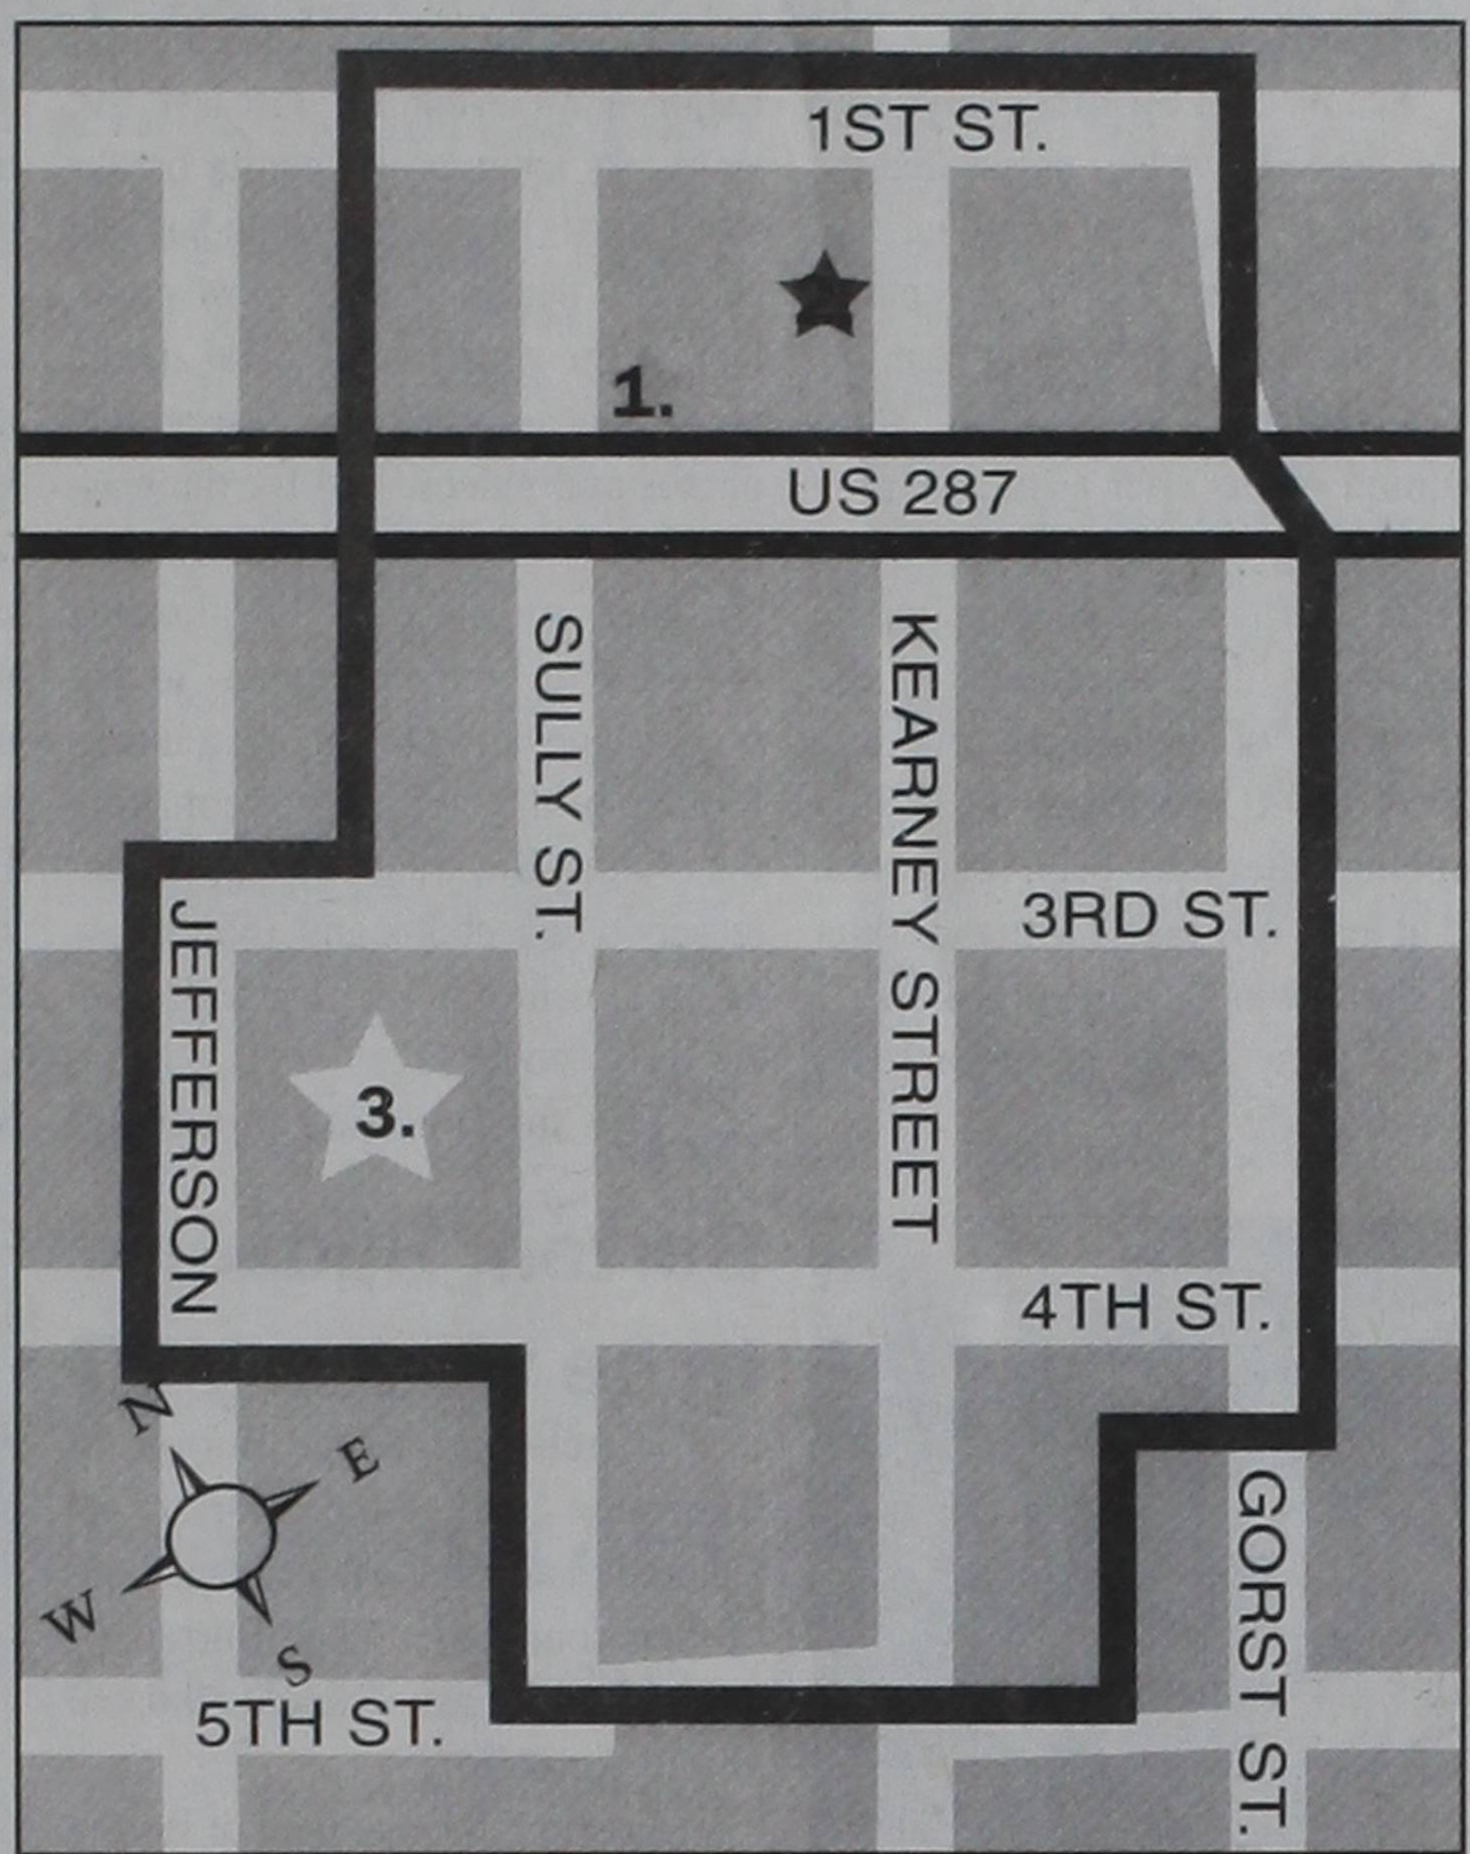 1ST ST.
1.
US 287
SULLY ST.
KEARNEY STREET
JEFFERSON
3RD ST.
3.
4TH ST.
N
E
W
S
GORST ST.
5TH ST.